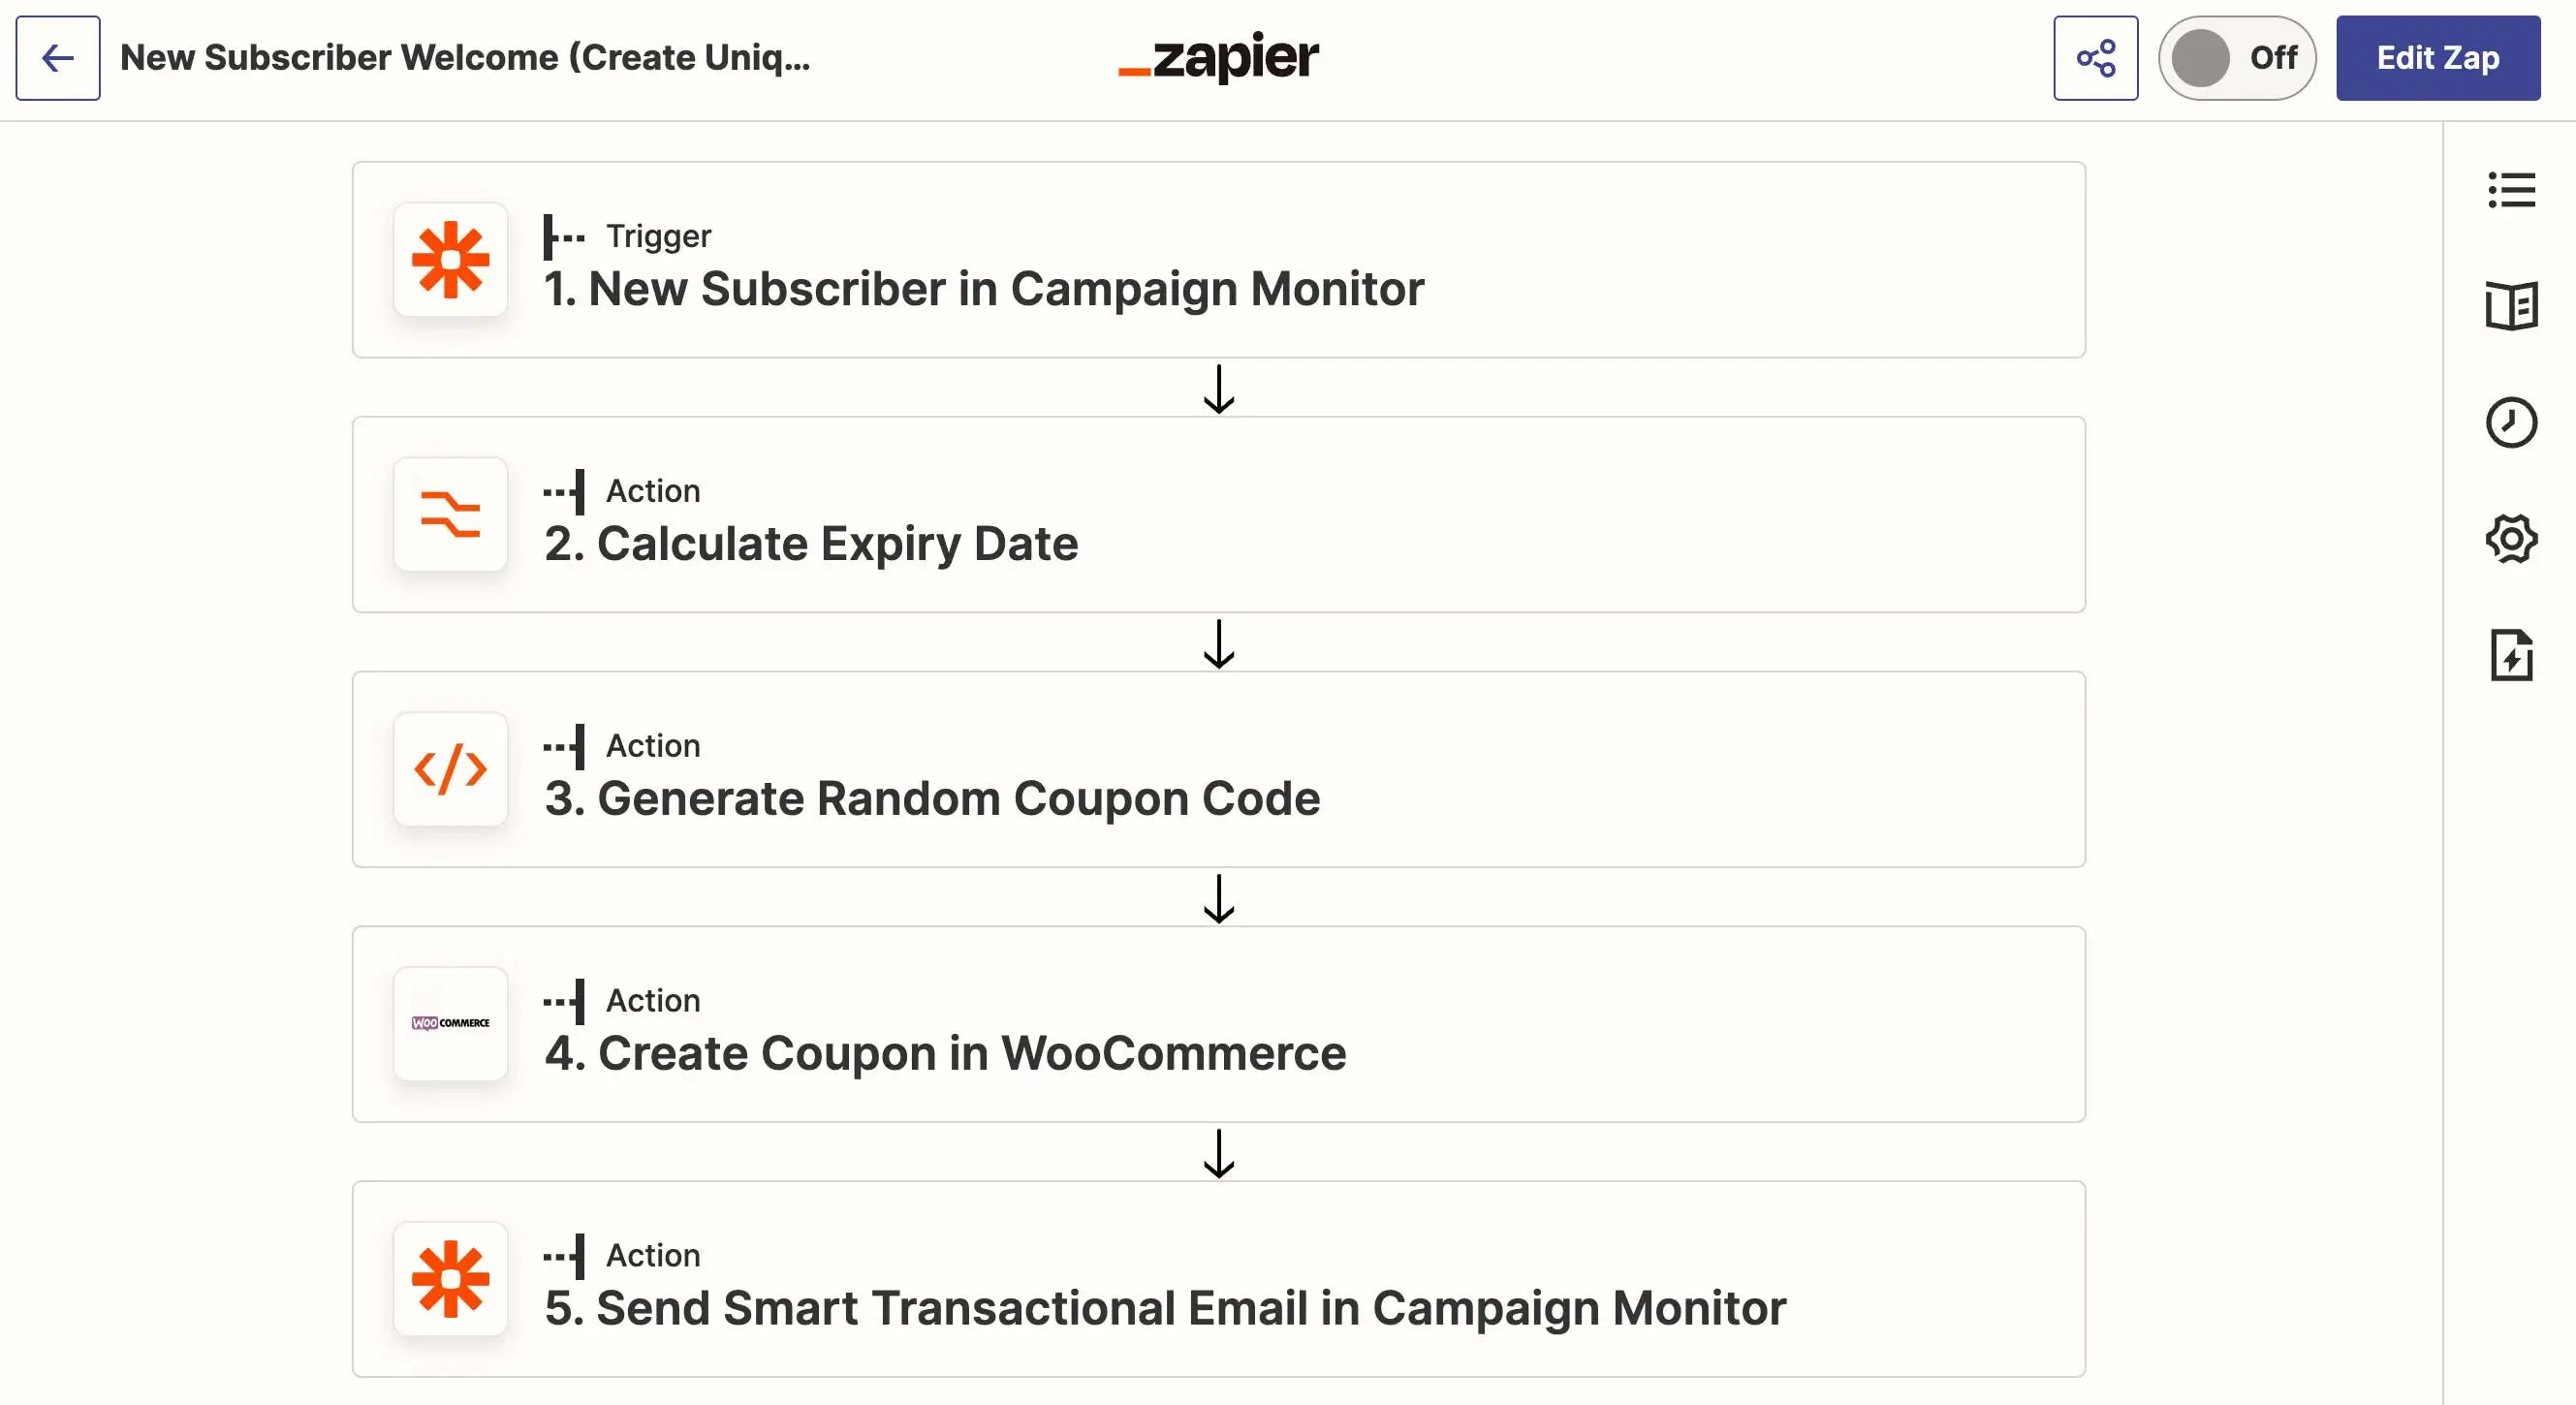 New Subscriber Welcome (Create Uniq...
_zapier
Off
Edit Zap
Trigger
1. New Subscriber in Campaign Monitor
Action
2. Calculate Expiry Date
Action
3. Generate Random Coupon Code
Action
WOO COMMERCE
4. Create Coupon in WooCommerce
Action
5. Send Smart Transactional Email in Campaign Monitor